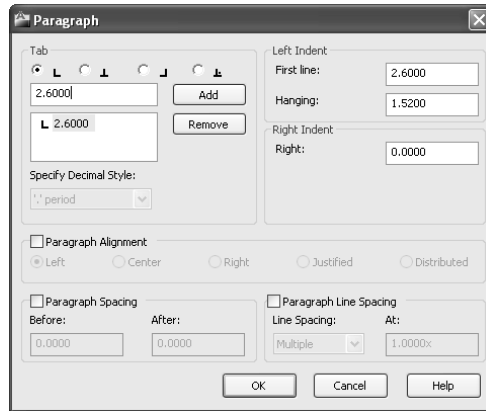 Paragraph
Tab
2.6000
Add
L 2.6000
Remove
Specify Decimal Style:
'.' period
Left Indent
First line:
2.6000
Hanging:
1.5200
Right Indent
Right:
0.0000
Paragraph Alignment
Left
Center
Right
Justified
Distributed
Paragraph Spacing
Before:
After:
0.0000
0.0000
Paragraph Line Spacing
Line Spacing:
At:
Multiple
1.0000x
OK
Cancel
Help